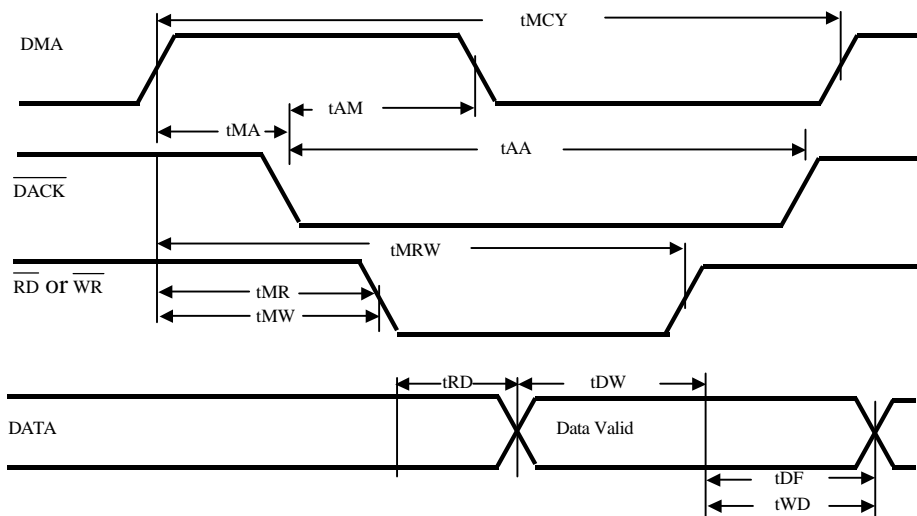 tMCY
DMA
tAM
tMA
tAA
DACK
tMRW
RD or WR
tMR
tMW
tRD
tDW
DATA
Data Valid
tDF
tWD